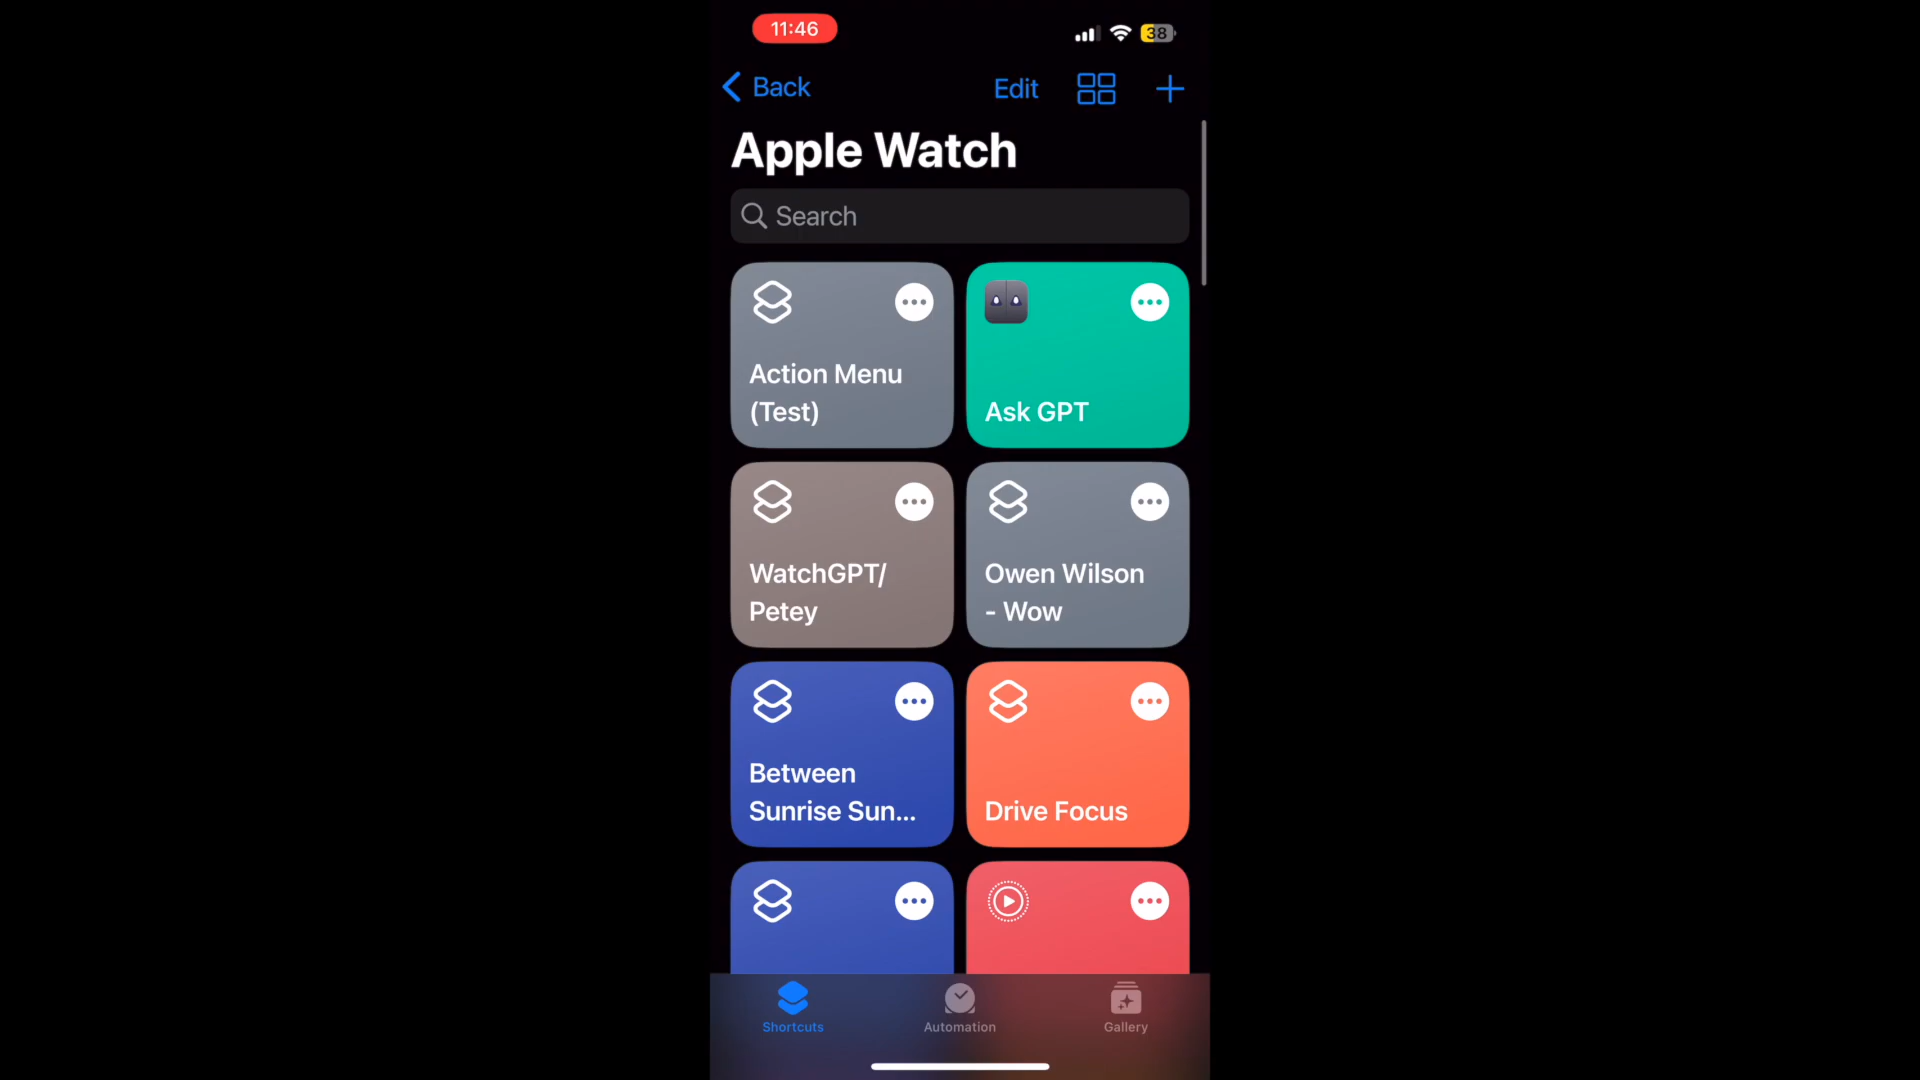 11:46
38
Back
Edit
Apple Watch
Search
Action Menu
(Test)
Ask GPT
WatchGPT/
Petey
Owen Wilson
- Wow
Between
Sunrise Sun...
Drive Focus
Shortcuts
Automation
Gallery